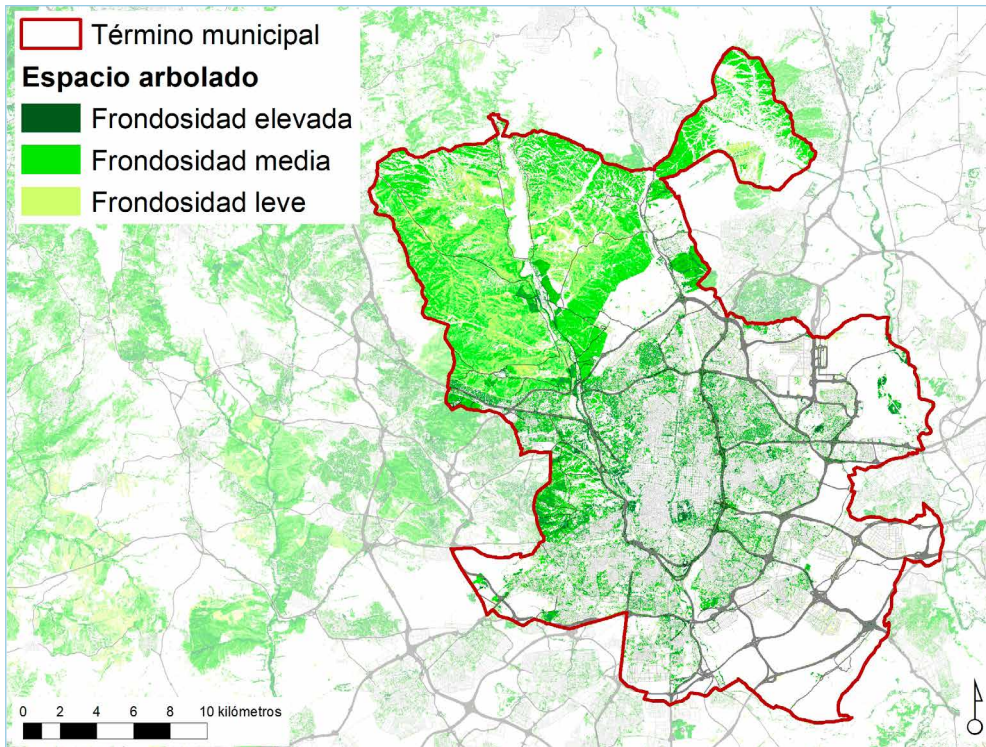 Término municipal
Espacio arbolado
Frondosidad elevada
Frondosidad media
Frondosidad leve
0 2 4 6 8 10 kilómetros